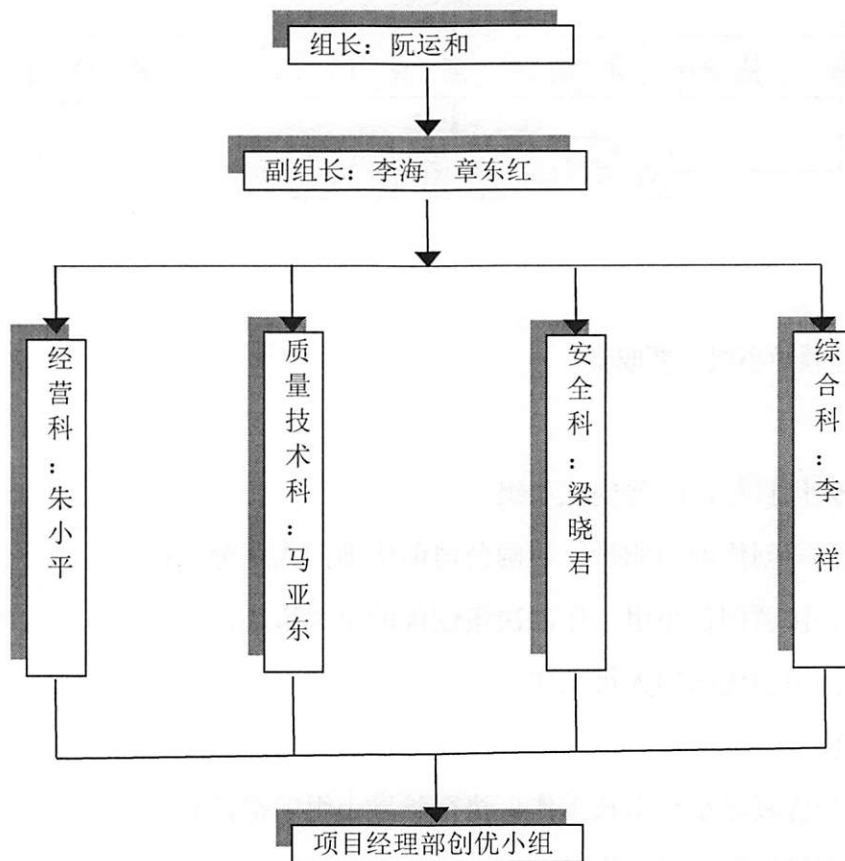 组长：阮运和
副组长：李海 章东红
经营科：朱小平
质量技术科：马亚东
安全科：梁晓君
综合科：李 祥
项目经理部创优小组